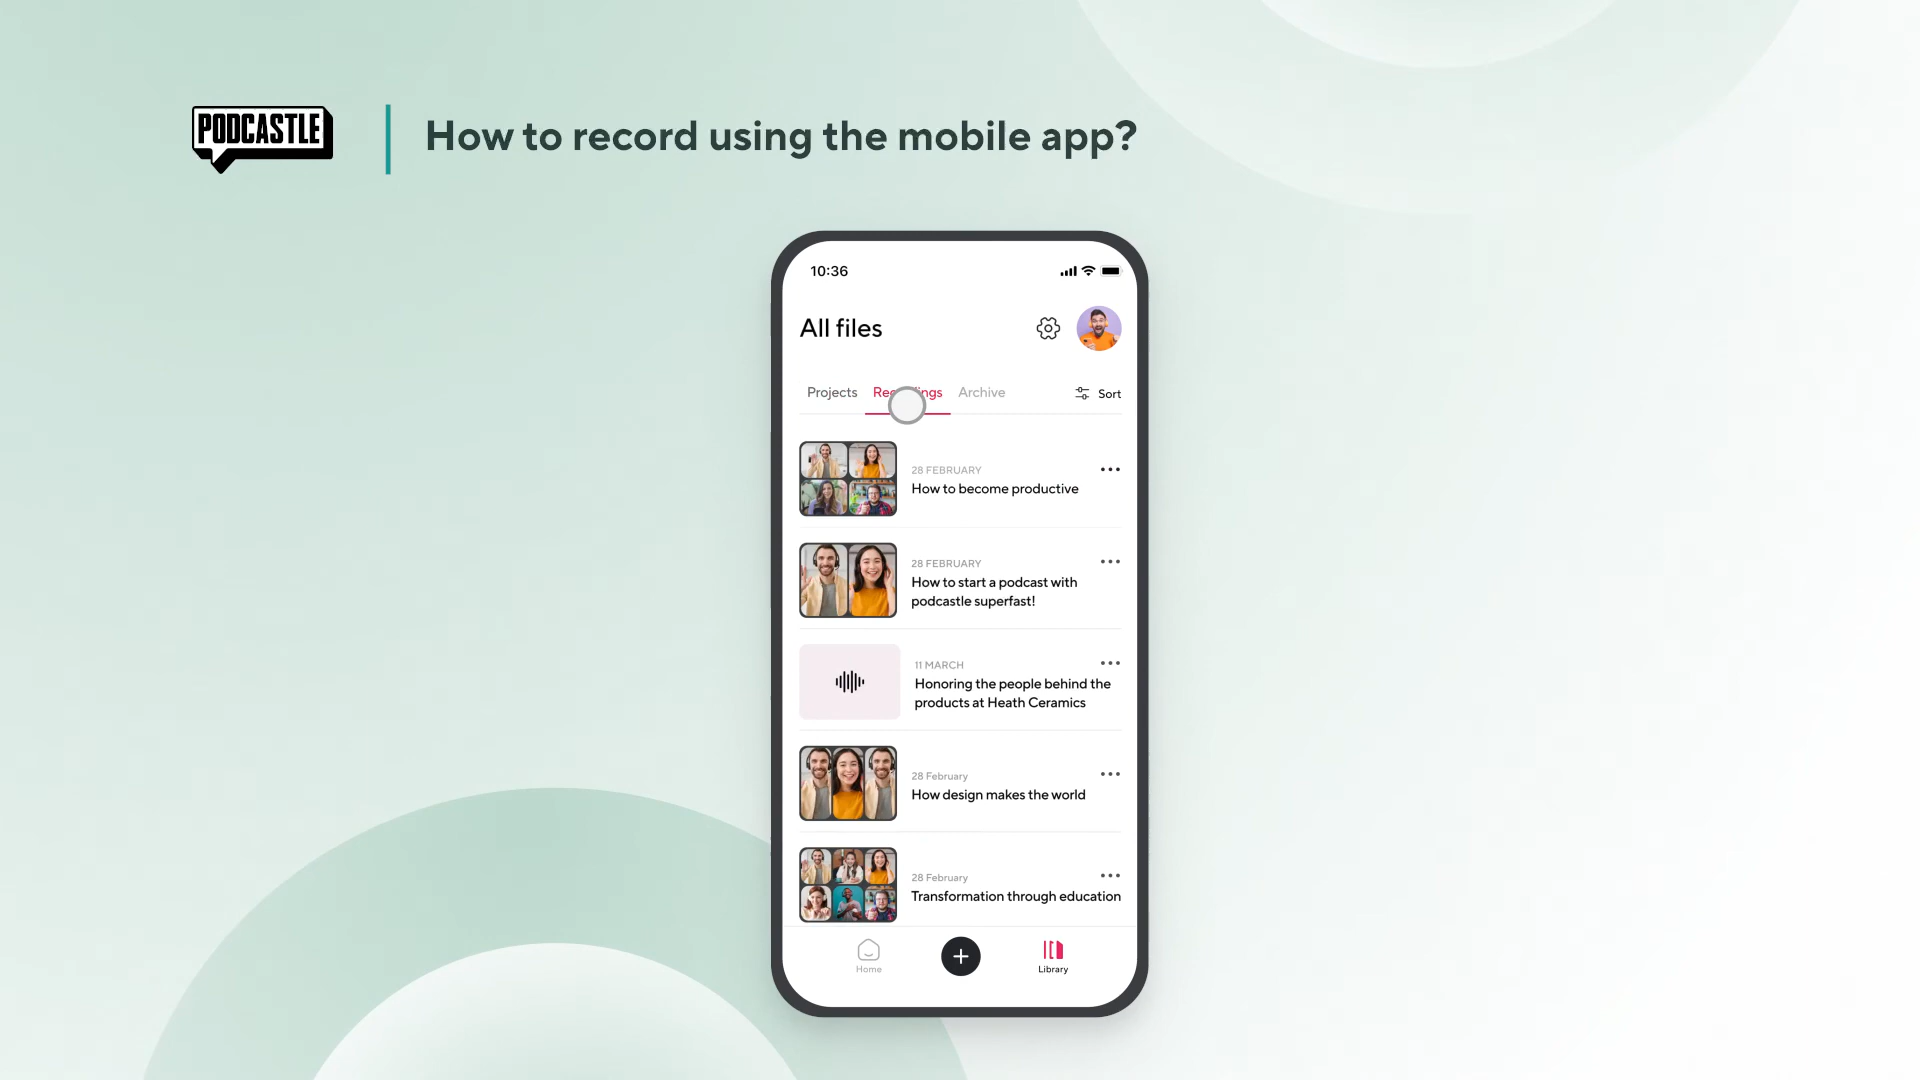 PODCASTLE
How to record using the mobile app?
10:36
All files
Projects Recordings Archive Sort
28 FEBRUARY
How to become productive
28 FEBRUARY
How to start a podcast with
podcastle superfast!
11 MARCH
Honoring the people behind the
products at Heath Ceramics
28 February
How design makes the world
28 February
Transformation through education
Home
Library